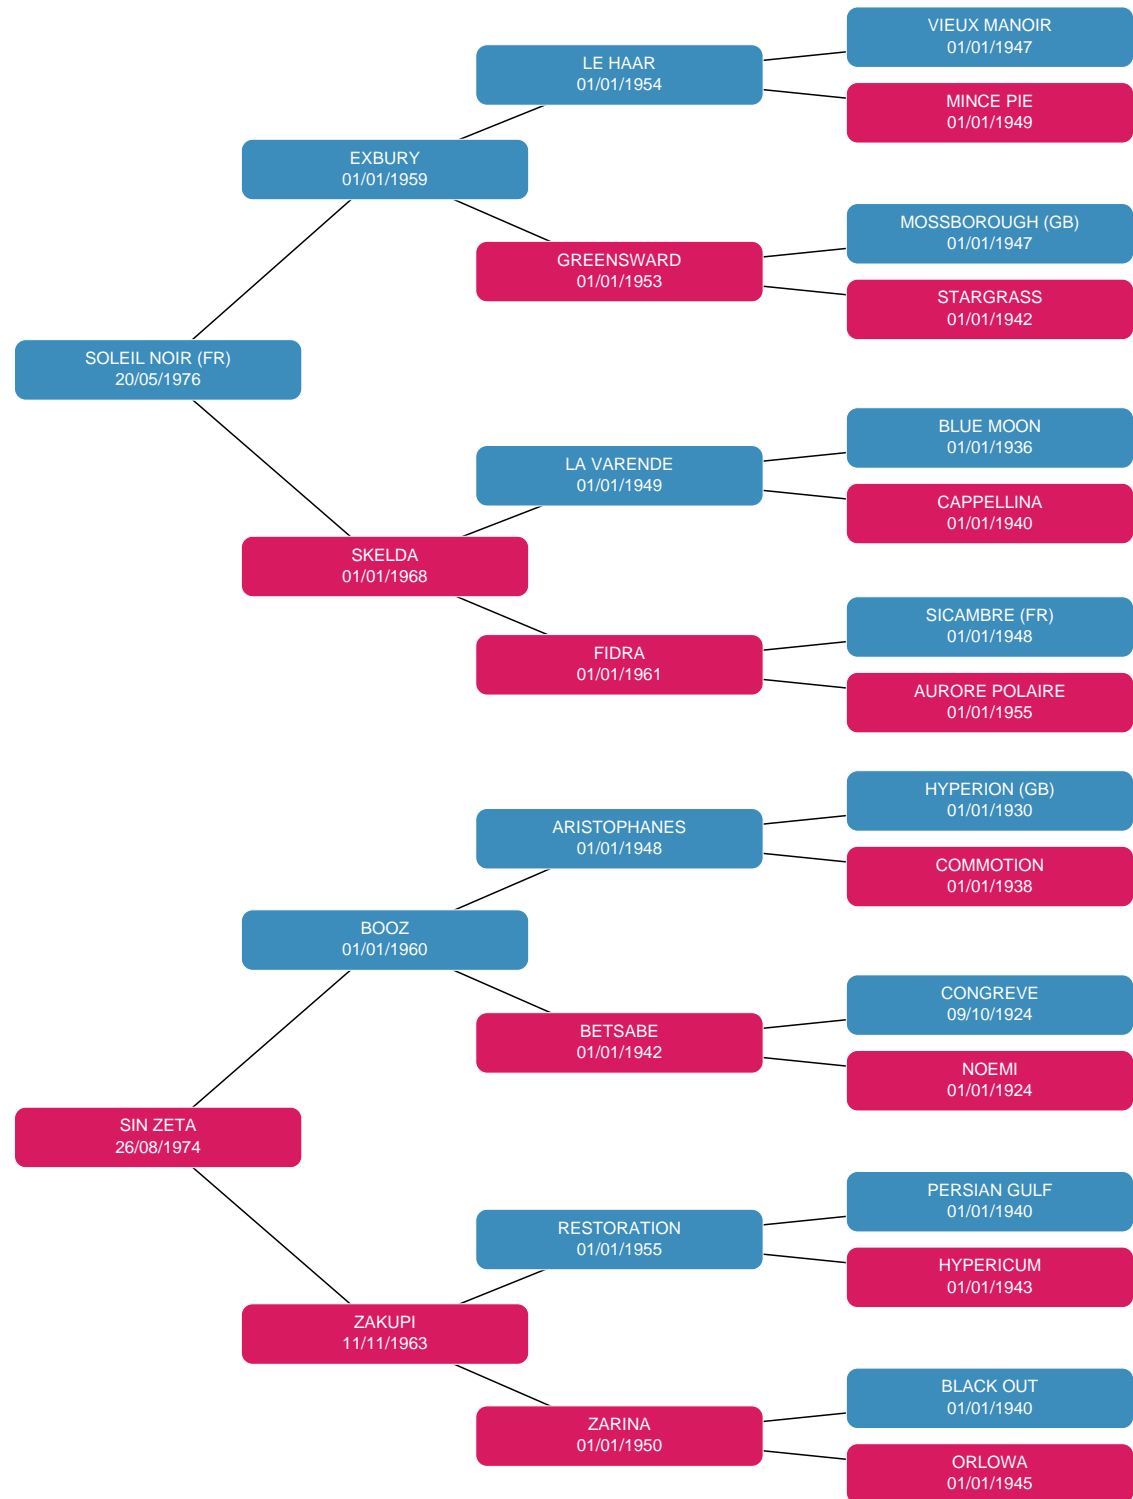 VIEUX MANOIR
01/01/1947
LE HAAR
01/01/1954
MINCE PIE
01/01/1949
EXBURY
01/01/1959
MOSSBOROUGH (GB)
01/01/1947
GREENSWARD
01/01/1953
STARGRASS
01/01/1942
SOLEIL NOIR (FR)
20/05/1976
BLUE MOON
01/01/1936
LA VARENDE
01/01/1949
CAPPELLINA
01/01/1940
SKELDA
01/01/1968
SICAMBRE (FR)
01/01/1948
FIDRA
01/01/1961
AURORE POLAIRE
01/01/1955
HYPERION (GB)
01/01/1930
ARISTOPHANES
01/01/1948
COMMOTION
01/01/1938
BOOZ
01/01/1960
CONGREVE
09/10/1924
BETSABE
01/01/1942
NOEMI
01/01/1924
SIN ZETA
26/08/1974
PERSIAN GULF
01/01/1940
RESTORATION
01/01/1955
HYPERICUM
01/01/1943
ZAKUPI
11/11/1963
BLACK OUT
01/01/1940
ZARINA
01/01/1950
ORLOWA
01/01/1945